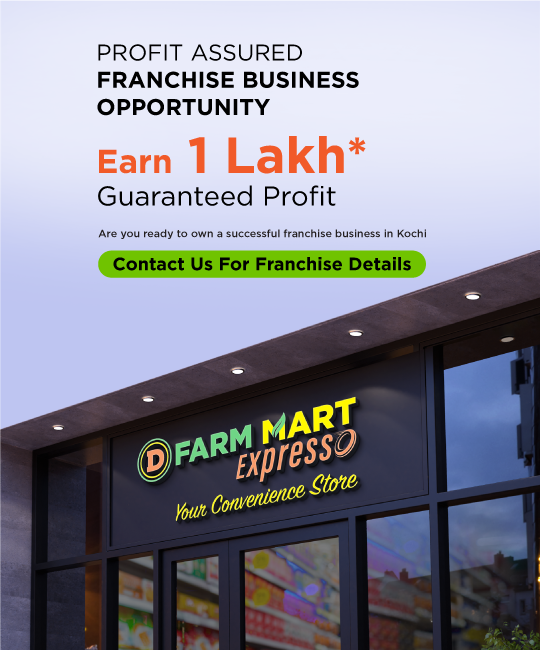 PROFIT ASSURED
FRANCHISE BUSINESS
OPPORTUNITY
Earn 1 Lakh*
Guaranteed Profit
Are you ready to own a successful franchise business in Kochi
Contact Us For Franchise Details
D FARM MART
Express
Your Convenience Store